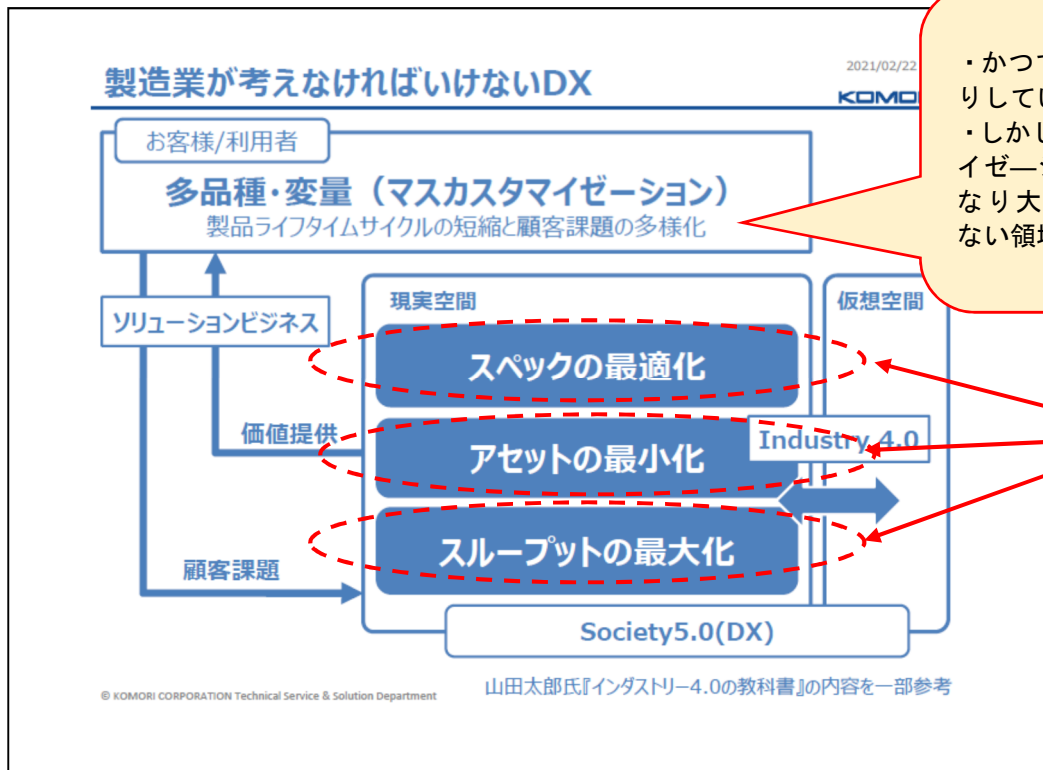 製造業が考えなければいけないDX
2021/02/22
お客様/利用者
多品種・変量（マスカスタマイゼーション）
製品ライフタイムサイクルの短縮と顧客課題の多様化
・かつ
りして
・しかし
イゼ―
なり大
ない領
ソリューションビジネス
現実空間
仮想空間
スペックの最適化
価値提供
アセットの最小化
Industry 4.0
スループットの最大化
顧客課題
Society5.0(DX)
© KOMORI CORPORATION Technical Service & Solution Department
山田太郎氏『インダストリー4.0の教科書』の内容を一部参考